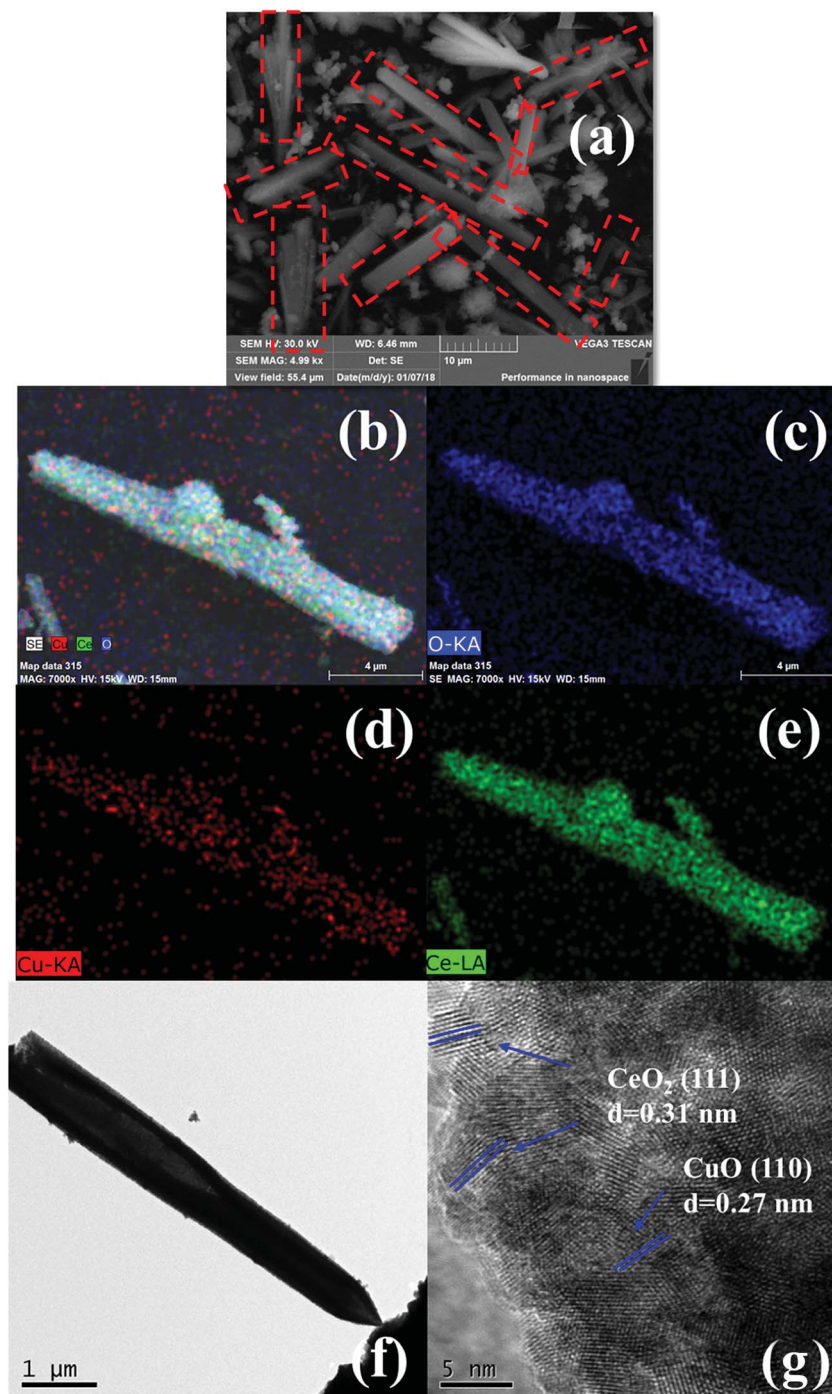 (a)
SEM HV: 30.0 kV WD: 6.46 mm VEGA3 TESCAN
SEM MAG: 4.99 kx Det: SE 10 µm
View field: 55.4 µm Date(m/d/y): 01/07/18 Performance in nanospace
(b)
SE Cu Ce O
Map data 315 4 µm
MAG: 7000x HV: 15kV WD: 15mm
(c)
O-KA
Map data 315 4 µm
SE MAG: 7000x HV: 15kV WD: 15mm
(d)
Cu-KA
(e)
Ce-LA
1 µm (f)
CeO₂ (111)
d=0.31 nm
CuO (110)
d=0.27 nm
5 nm (g)